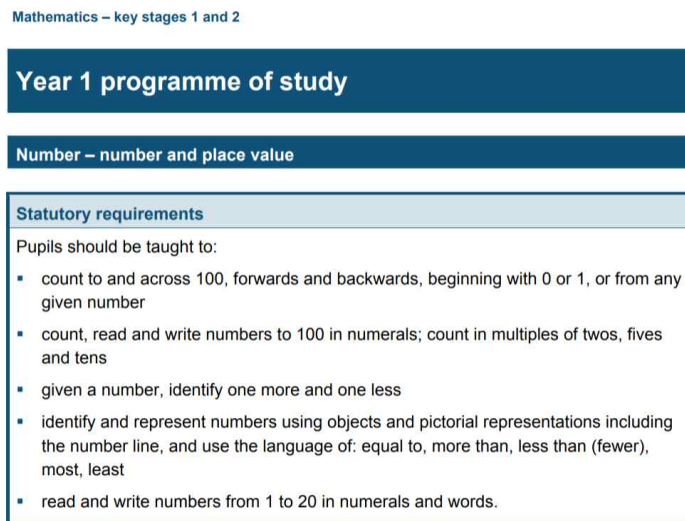 Mathematics – key stages 1 and 2
Year 1 programme of study
Number – number and place value
Statutory requirements
Pupils should be taught to:
▪ count to and across 100, forwards and backwards, beginning with 0 or 1, or from any
given number
▪ count, read and write numbers to 100 in numerals; count in multiples of twos, fives
and tens
▪ given a number, identify one more and one less
▪ identify and represent numbers using objects and pictorial representations including
the number line, and use the language of: equal to, more than, less than (fewer),
most, least
▪ read and write numbers from 1 to 20 in numerals and words.